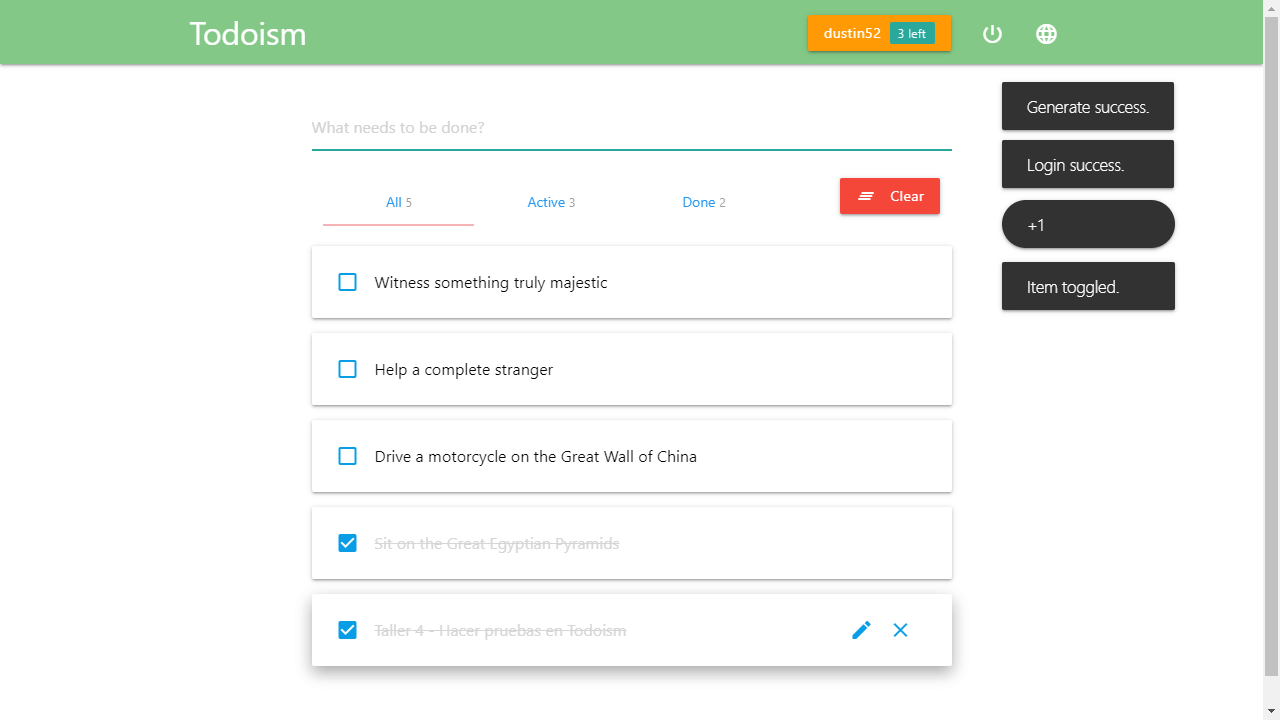 Todoism
dustin52 3 left
Generate success.
Login success.
+1
Item toggled.
What needs to be done?
All 5
Active 3
Done 2
Clear
Witness something truly majestic
Help a complete stranger
Drive a motorcycle on the Great Wall of China
Sit on the Great Egyptian Pyramids
Taller 4 - Hacer pruebas en Todoism